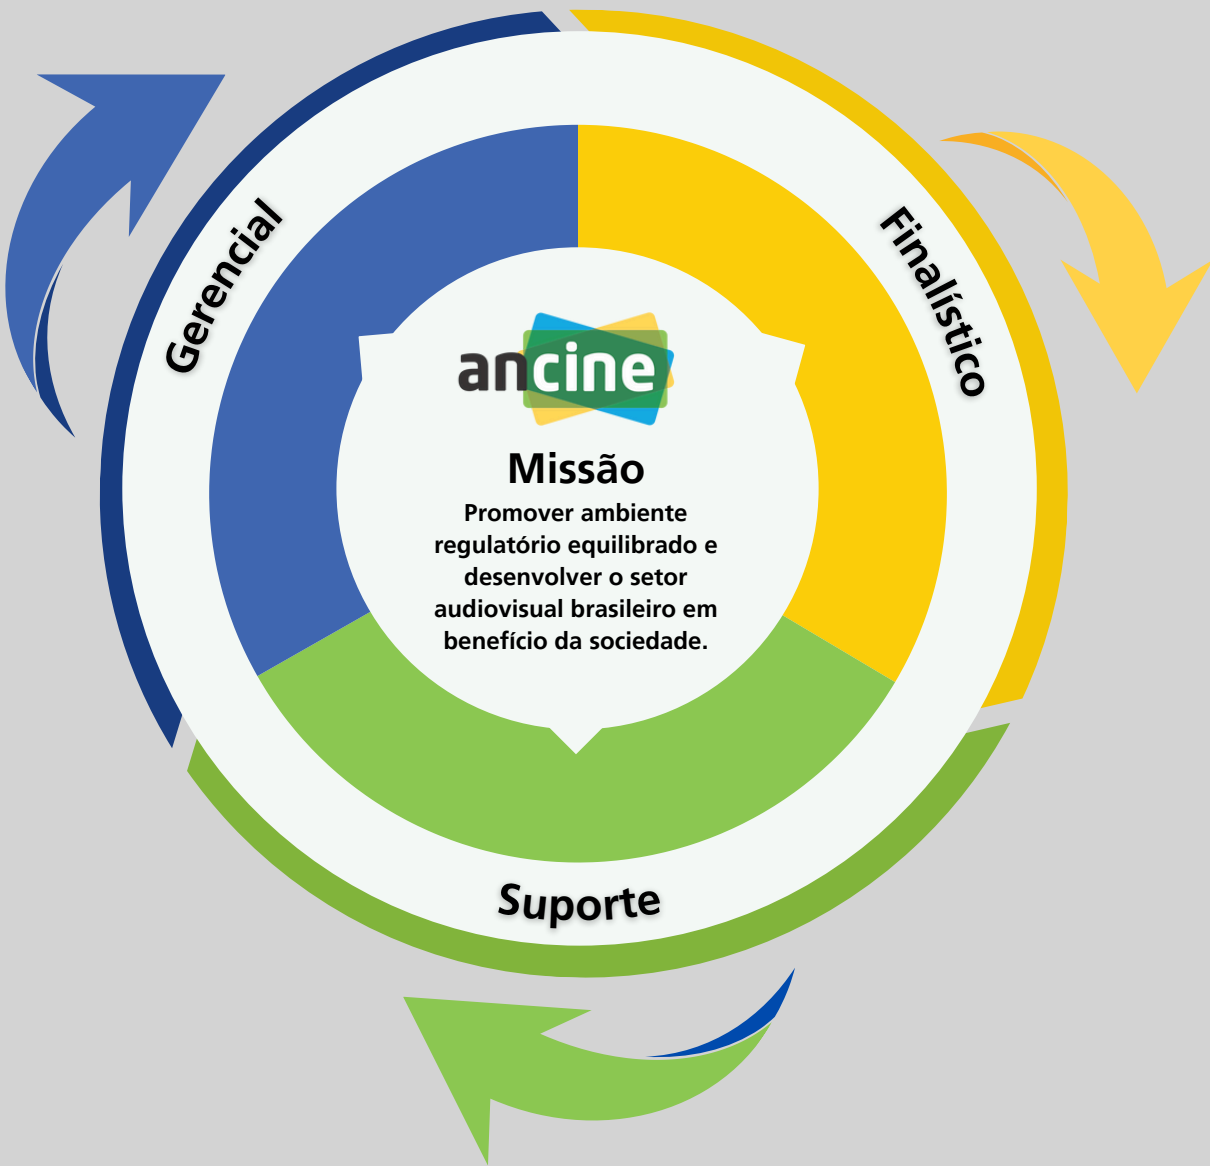 Gerencial
Finalístico
ancine
Missão
Promover ambiente
regulatório equilibrado e
desenvolver o setor
audiovisual brasileiro em
benefício da sociedade.
Suporte